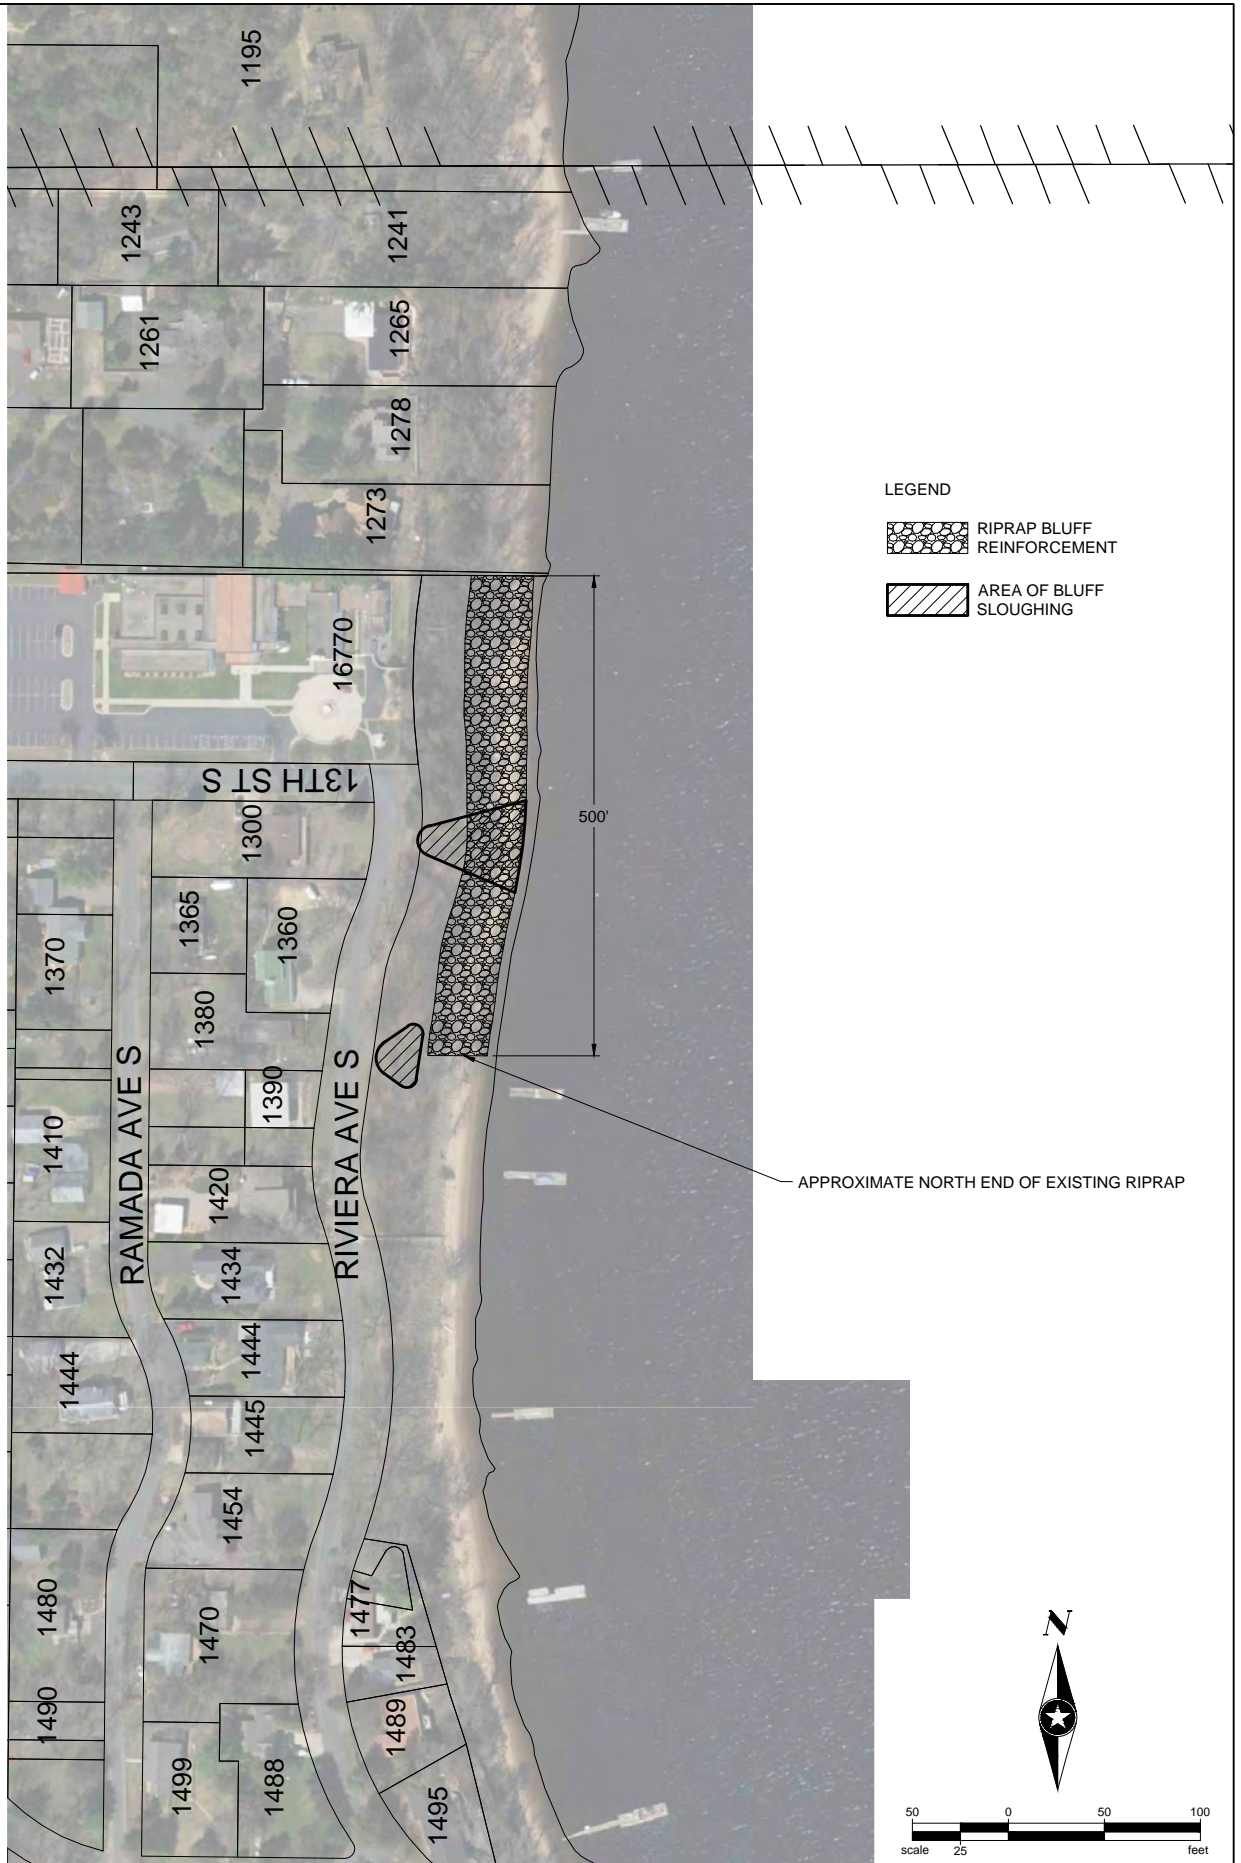 1195
1243
1241
1261
1265
1278
1273
LEGEND
RIPRAP BLUFF
REINFORCEMENT
AREA OF BLUFF
SLOUGHING
16770
13TH ST S
1300
500'
1365
1360
1370
1380
1390
RAMADA AVE S
RIVIERA AVE S
1410
1420
APPROXIMATE NORTH END OF EXISTING RIPRAP
1432
1434
1444
1444
1445
1454
1480
1477
1470
1483
1490
1489
1499
1488
1495
N
50 0 50 100
scale 25 feet